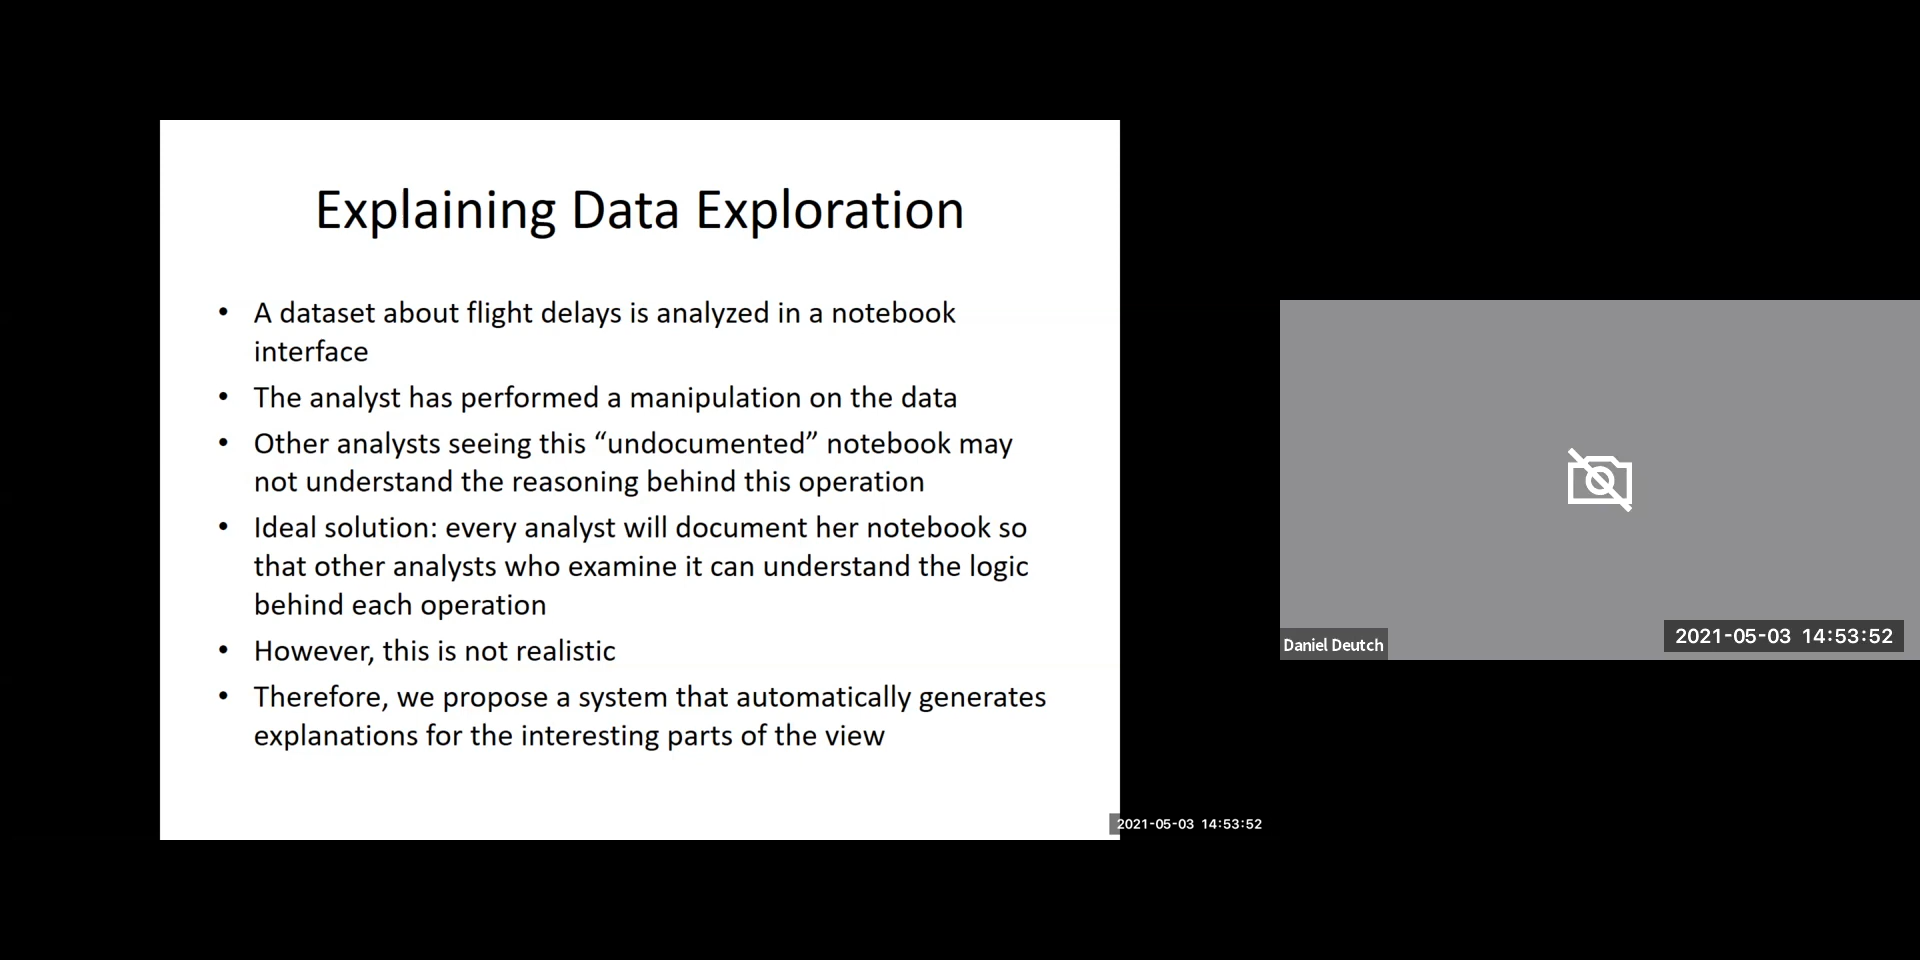 Explaining Data Exploration
• A dataset about flight delays is analyzed in a notebook
interface
• The analyst has performed a manipulation on the data
• Other analysts seeing this “undocumented” notebook may
not understand the reasoning behind this operation
• Ideal solution: every analyst will document her notebook so
that other analysts who examine it can understand the logic
behind each operation
• However, this is not realistic
• Therefore, we propose a system that automatically generates
explanations for the interesting parts of the view
2021-05-03 14:53:52
Daniel Deutch
2021-05-03 14:53:52